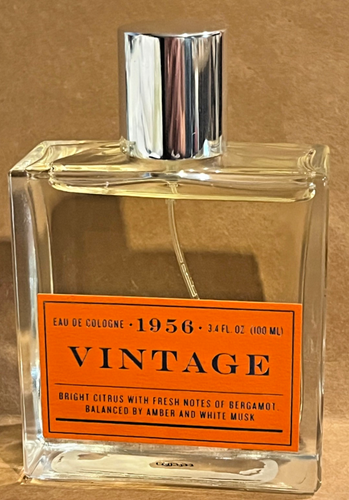 EAU DE COLOGNE · 1956 · 3.4 FL. OZ. (100 ML)
VINTAGE
BRIGHT CITRUS WITH FRESH NOTES OF BERGAMOT
BALANCED BY AMBER AND WHITE MUSK